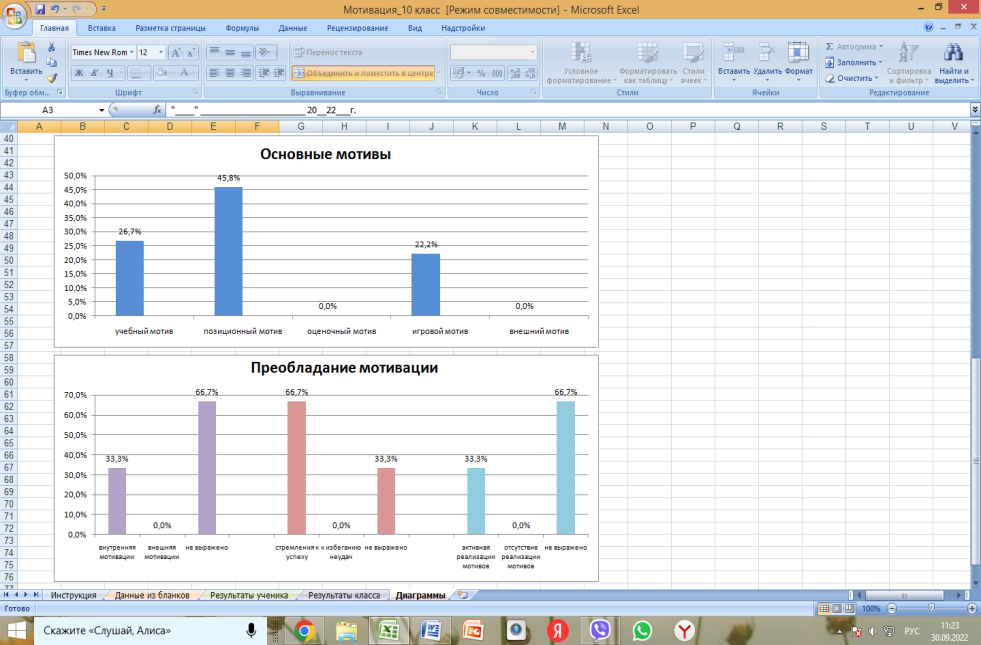 Мотивация_10 класс [Режим совместимости] - Microsoft Excel
Главная Вставка Разметка страницы Формулы Данные Рецензирование Вид Надстройки
Вставить
Times New Rom 12
Ж К Ч
Перенос текста
Объединить и поместить в центре
% 000
Условное форматирование
Форматировать как таблицу
Стили ячеек
Вставить Удалить Формат
Σ Автосумма
Заполнить
Очистить
Сортировка и фильтр
Найти и выделить
Буфер обм... Шрифт Выравнивание Число Стили Ячейки Редактирование
A3 fx "____" ____________________ 20__22___г.
A B C D E F G H I J K L M N O P Q R S T U V
40
41
42
43
44
45
46
47
48
49
50
51
52
53
54
55
56
57
58
59
60
61
62
63
64
65
66
67
68
69
70
71
72
73
74
75
76
77
Основные мотивы
50,0%
45,0%
40,0%
35,0%
30,0%
25,0%
20,0%
15,0%
10,0%
5,0%
0,0%
26,7% 45,8% 0,0% 22,2% 0,0%
учебный мотив позиционный мотив оценочный мотив игровой мотив внешний мотив
Преобладание мотивации
70,0%
60,0%
50,0%
40,0%
30,0%
20,0%
10,0%
0,0%
33,3% 0,0% 66,7% 66,7% 0,0% 33,3% 33,3% 0,0% 66,7%
внутренняя внешняя не выражено стремления к к избеганию не выражено активная отсутствие не выражено
мотивации мотивации успеху неудач реализации реализации
мотивов мотивов
Инструкция Данные из бланков Результаты ученика Результаты класса Диаграммы
Готово 100%
Скажите «Слушай, Алиса»
РУС
11:23
30.09.2022